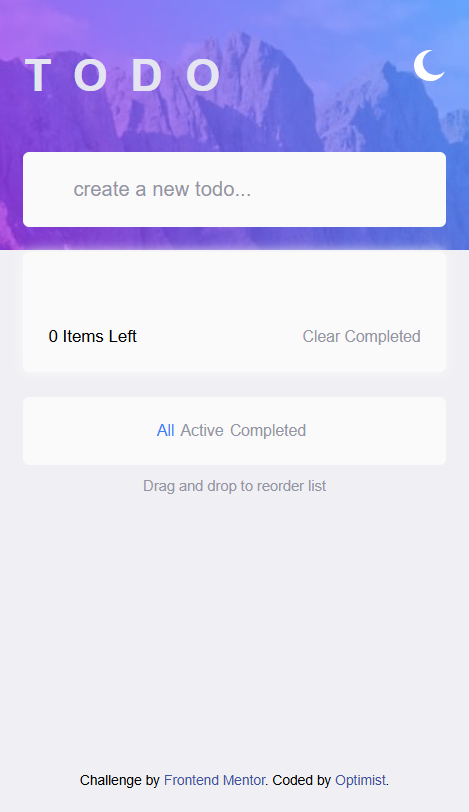 TODO
create a new todo...
0 Items Left Clear Completed
All Active Completed
Drag and drop to reorder list
Challenge by Frontend Mentor. Coded by Optimist.